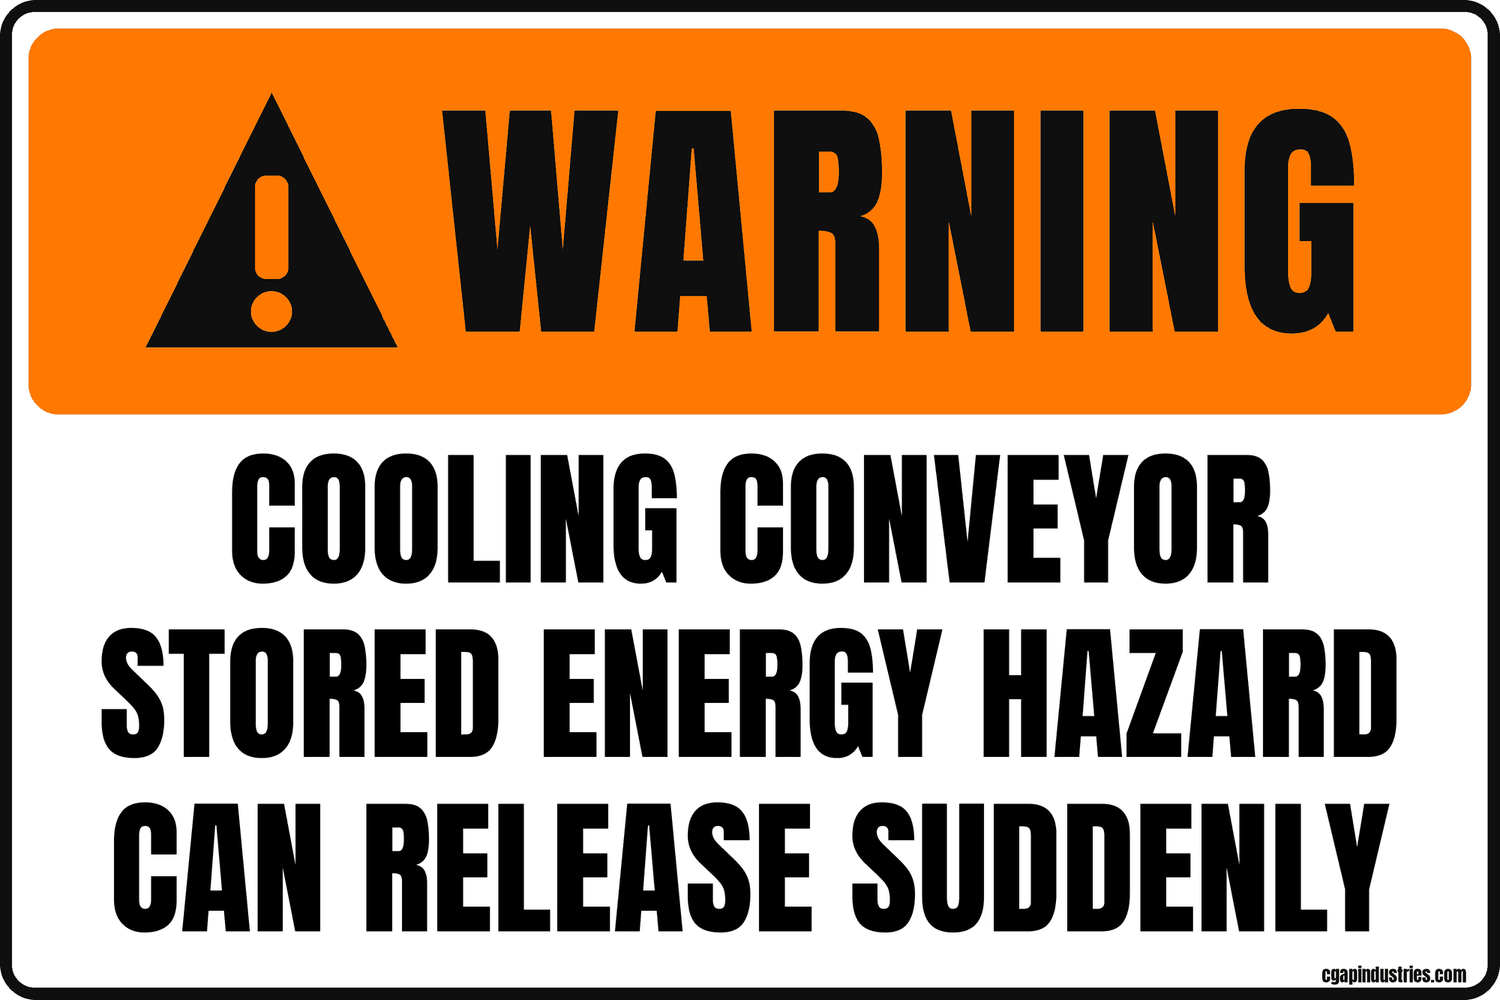 WARNING
COOLING CONVEYOR
STORED ENERGY HAZARD
CAN RELEASE SUDDENLY
cgapindustries.com